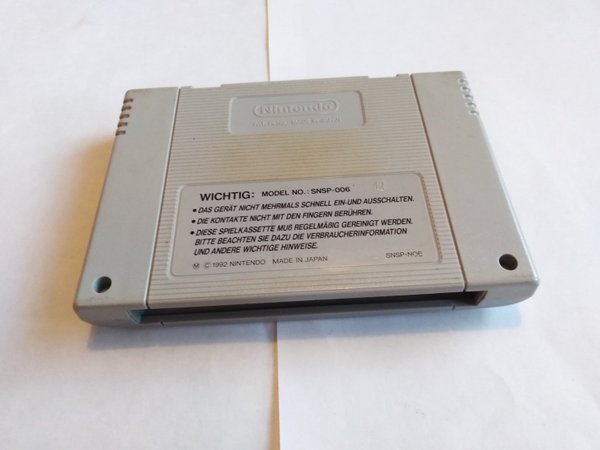 Nintendo
WICHTIG: MODEL NO.: SNSP-006
• DAS GERÄT NICHT MEHRMALS SCHNELL EIN-UND AUSSCHALTEN.
• DIE KONTAKTE NICHT MIT DEN FINGERN BERÜHREN.
• DIESE SPIELKASSETTE MUß REGELMÄßIG GEREINIGT WERDEN.
BITTE BEACHTEN SIE DAZU DIE VERBRAUCHERINFORMATION
UND ANDERE WICHTIGE HINWEISE.
Ⓜ © 1992 NINTENDO MADE IN JAPAN SNSP-NOE